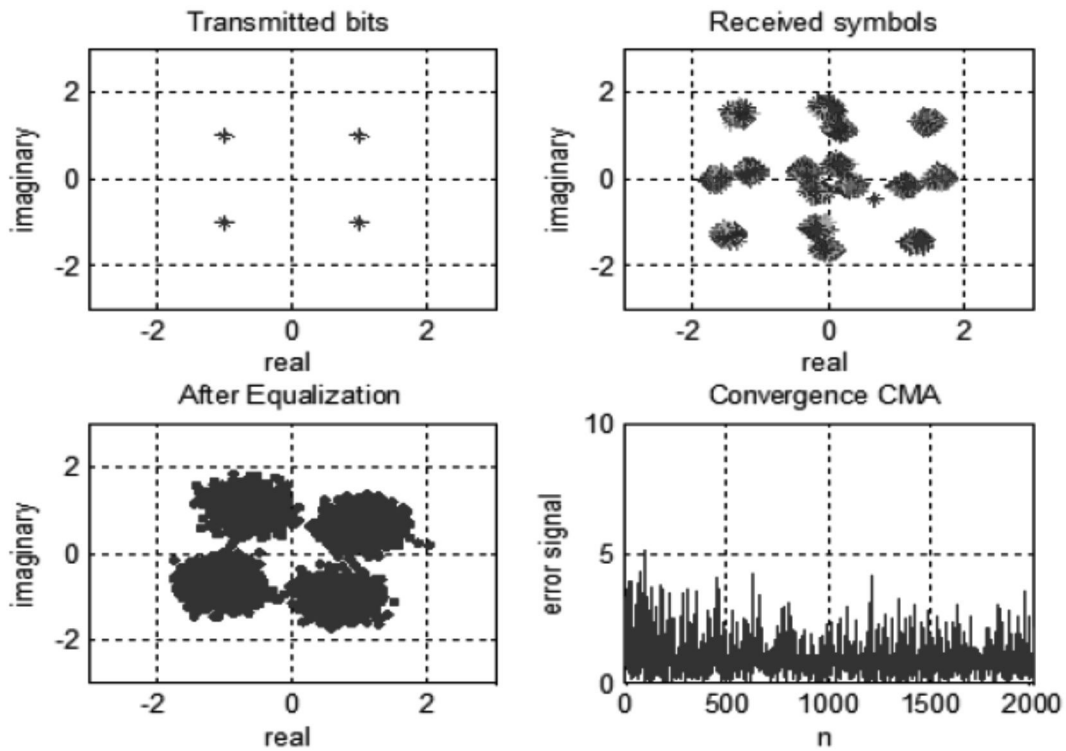 Transmitted bits
2
0
-2
imaginary
-2 0 2
real
Received symbols
2
0
-2
imaginary
-2 0 2
real
After Equalization
2
0
-2
imaginary
-2 0 2
real
Convergence CMA
10
5
0
error signal
0 500 1000 1500 2000
n